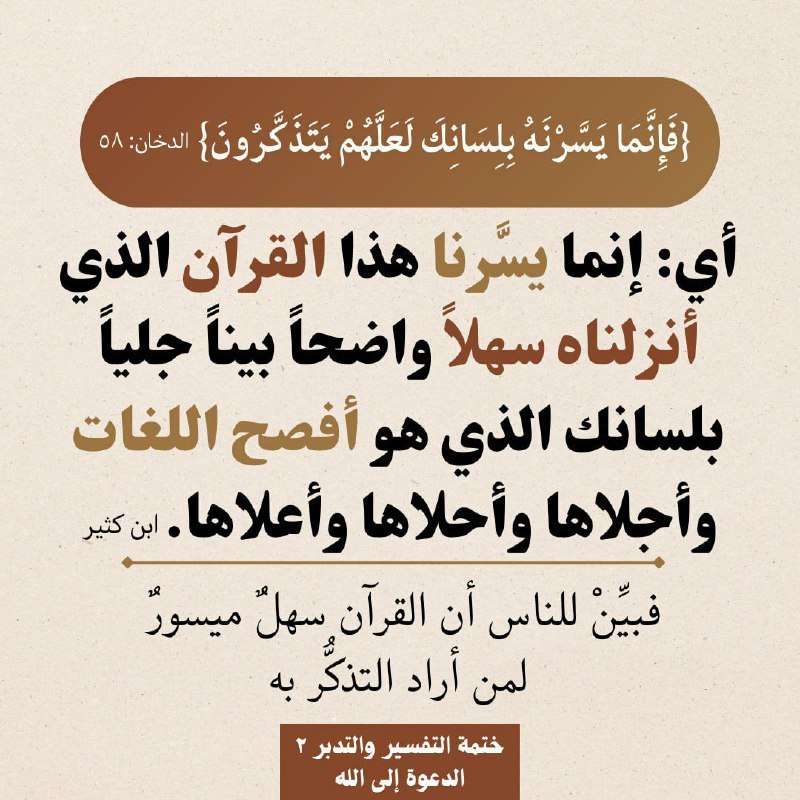 {فَإِنَّمَا يَسَّرْنَهُ بِلِسَانِكَ لَعَلَّهُمْ يَتَذَكَّرُونَ} الدخان: ٥٨
أي: إنما يسَّرنا هذا القرآن الذي
أنزلناه سهلاً واضحاً بيناً جلياً
بلسانك الذي هو أفصح اللغات
وأجلاها وأحلاها وأعلاها. ابن كثير
فبيِّنْ للناس أن القرآن سهلٌ ميسورٌ
لمن أراد التذكُّر به
ختمة التفسير والتدبر ٢
الدعوة إلى الله